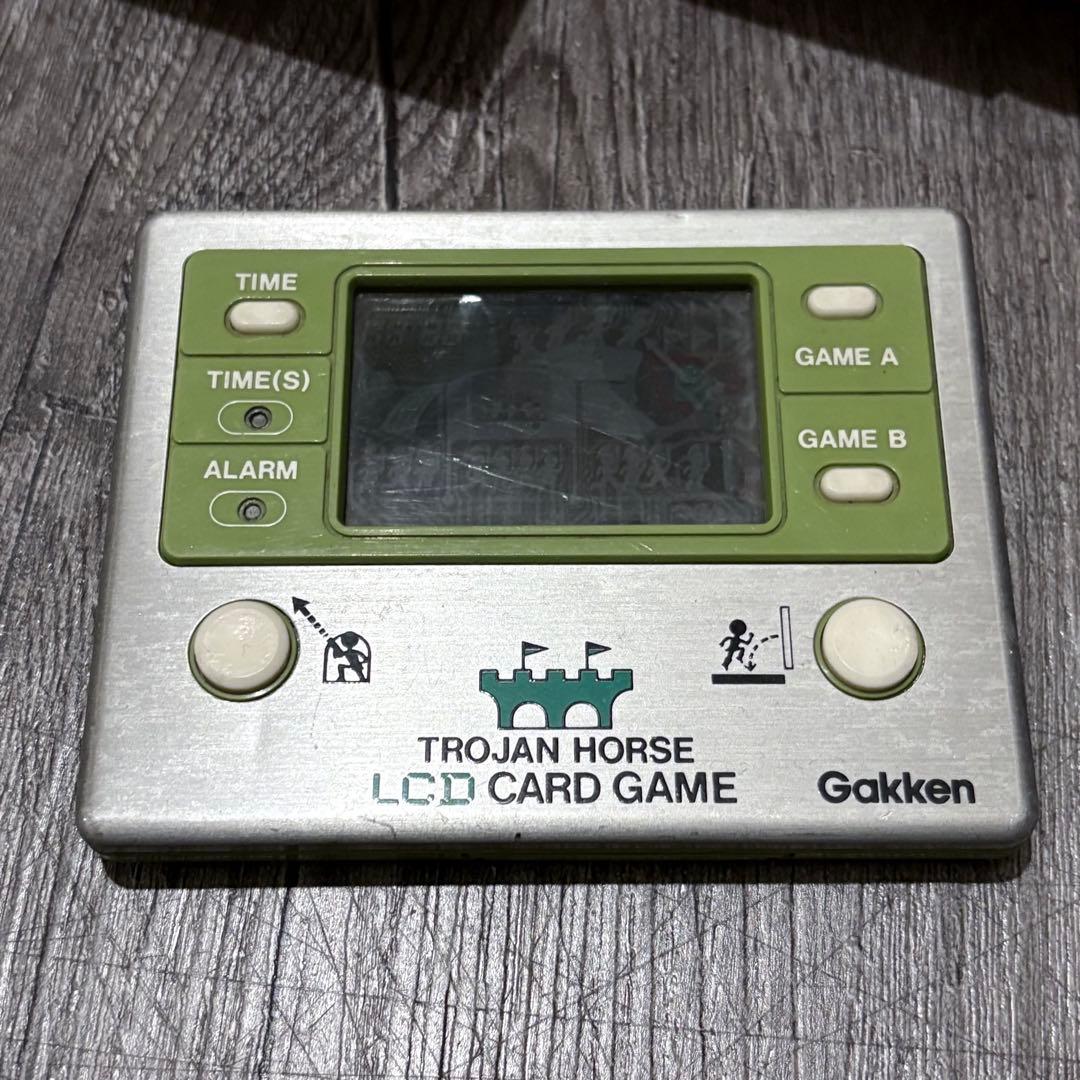 TIME
TIME(S)
ALARM
GAME A
GAME B
TROJAN HORSE
LCD CARD GAME
Gakken